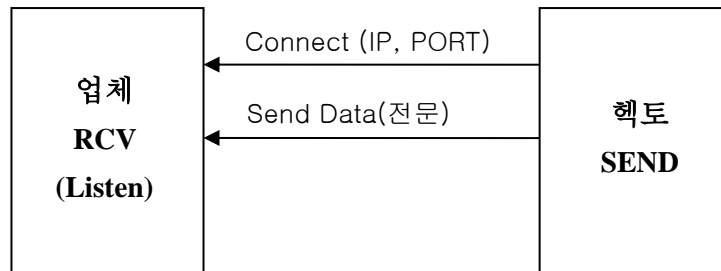 Connect (IP, PORT)
업체
RCV
(Listen)
Send Data(전문)
헥토
SEND